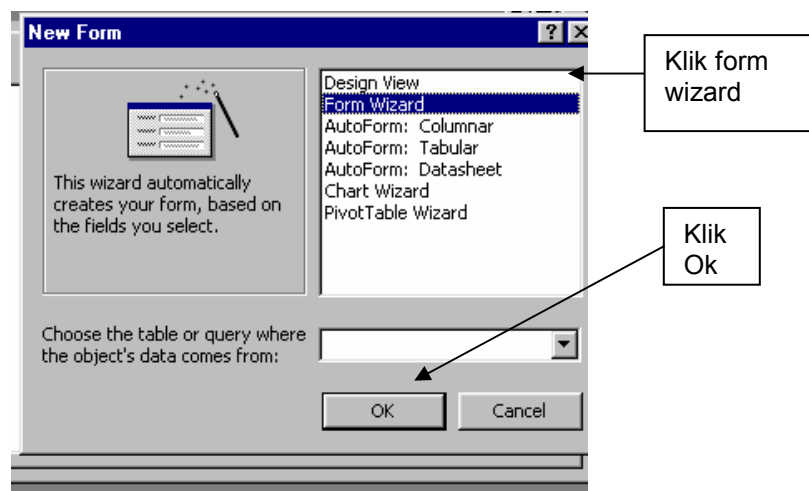 New Form
Design View
Form Wizard
AutoForm: Columnar
AutoForm: Tabular
AutoForm: Datasheet
Chart Wizard
PivotTable Wizard
This wizard automatically
creates your form, based on
the fields you select.
Choose the table or query where
the object's data comes from:
OK
Cancel
Klik form
wizard
Klik
Ok